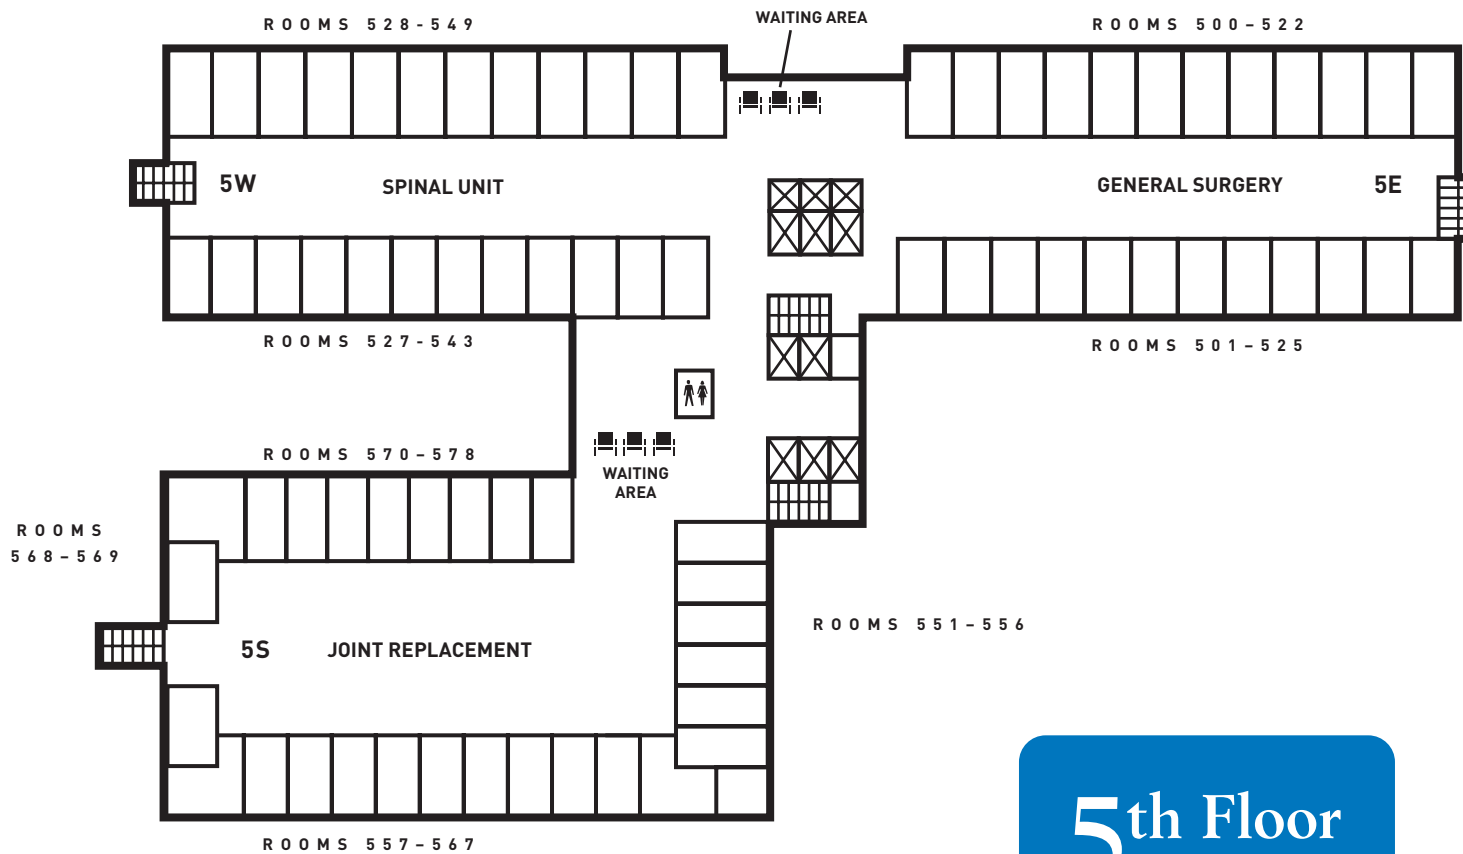 ROOMS 528-549
WAITING AREA
ROOMS 500–522
5W
SPINAL UNIT
GENERAL SURGERY
5E
ROOMS 527-543
ROOMS 501–525
ROOMS 570–578
WAITING
AREA
ROOMS
568–569
ROOMS 551–556
5S
JOINT REPLACEMENT
5th Floor
ROOMS 557–567